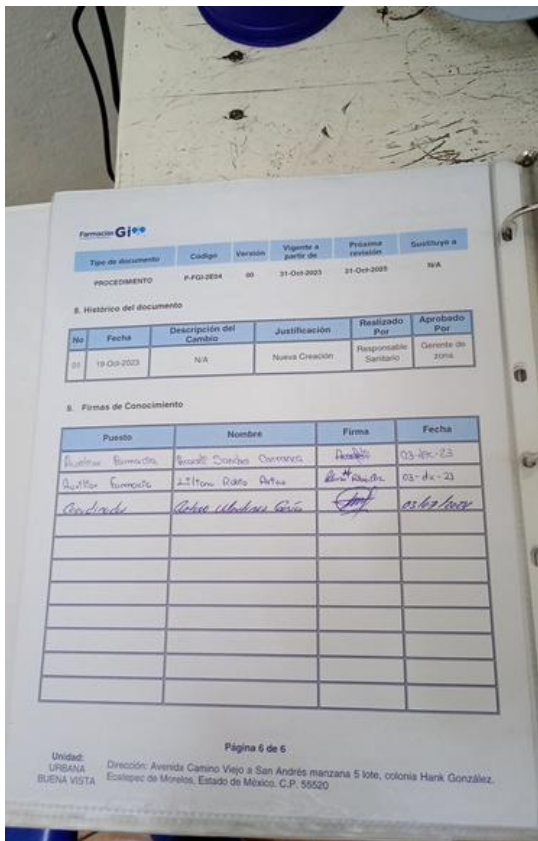 Farmacias Gi
Tipo de documento Código Versión Vigente a partir de Próxima revisión Sustituye a
PROCEDIMIENTO P-FGI-2E04 00 31-Oct-2023 31-Oct-2025 N/A
8. Histórico del documento
No Fecha Descripción del Cambio Justificación Realizado Por Aprobado Por
01 19-Oct-2023 N/A Nueva Creación Responsable Sanitario Gerente de zona
9. Firmas de Conocimiento
Puesto Nombre Firma Fecha
Auxiliar Farmacia Sanchez 03-dic-23
Auxiliar Farmacia 03-dic-23
Coordinador
Página 6 de 6
Unidad:
URBANA
BUENA VISTA
Dirección: Avenida Camino Viejo a San Andrés manzana 5 lote, colonia Hank González.
Ecatepec de Morelos, Estado de México. C.P. 55520